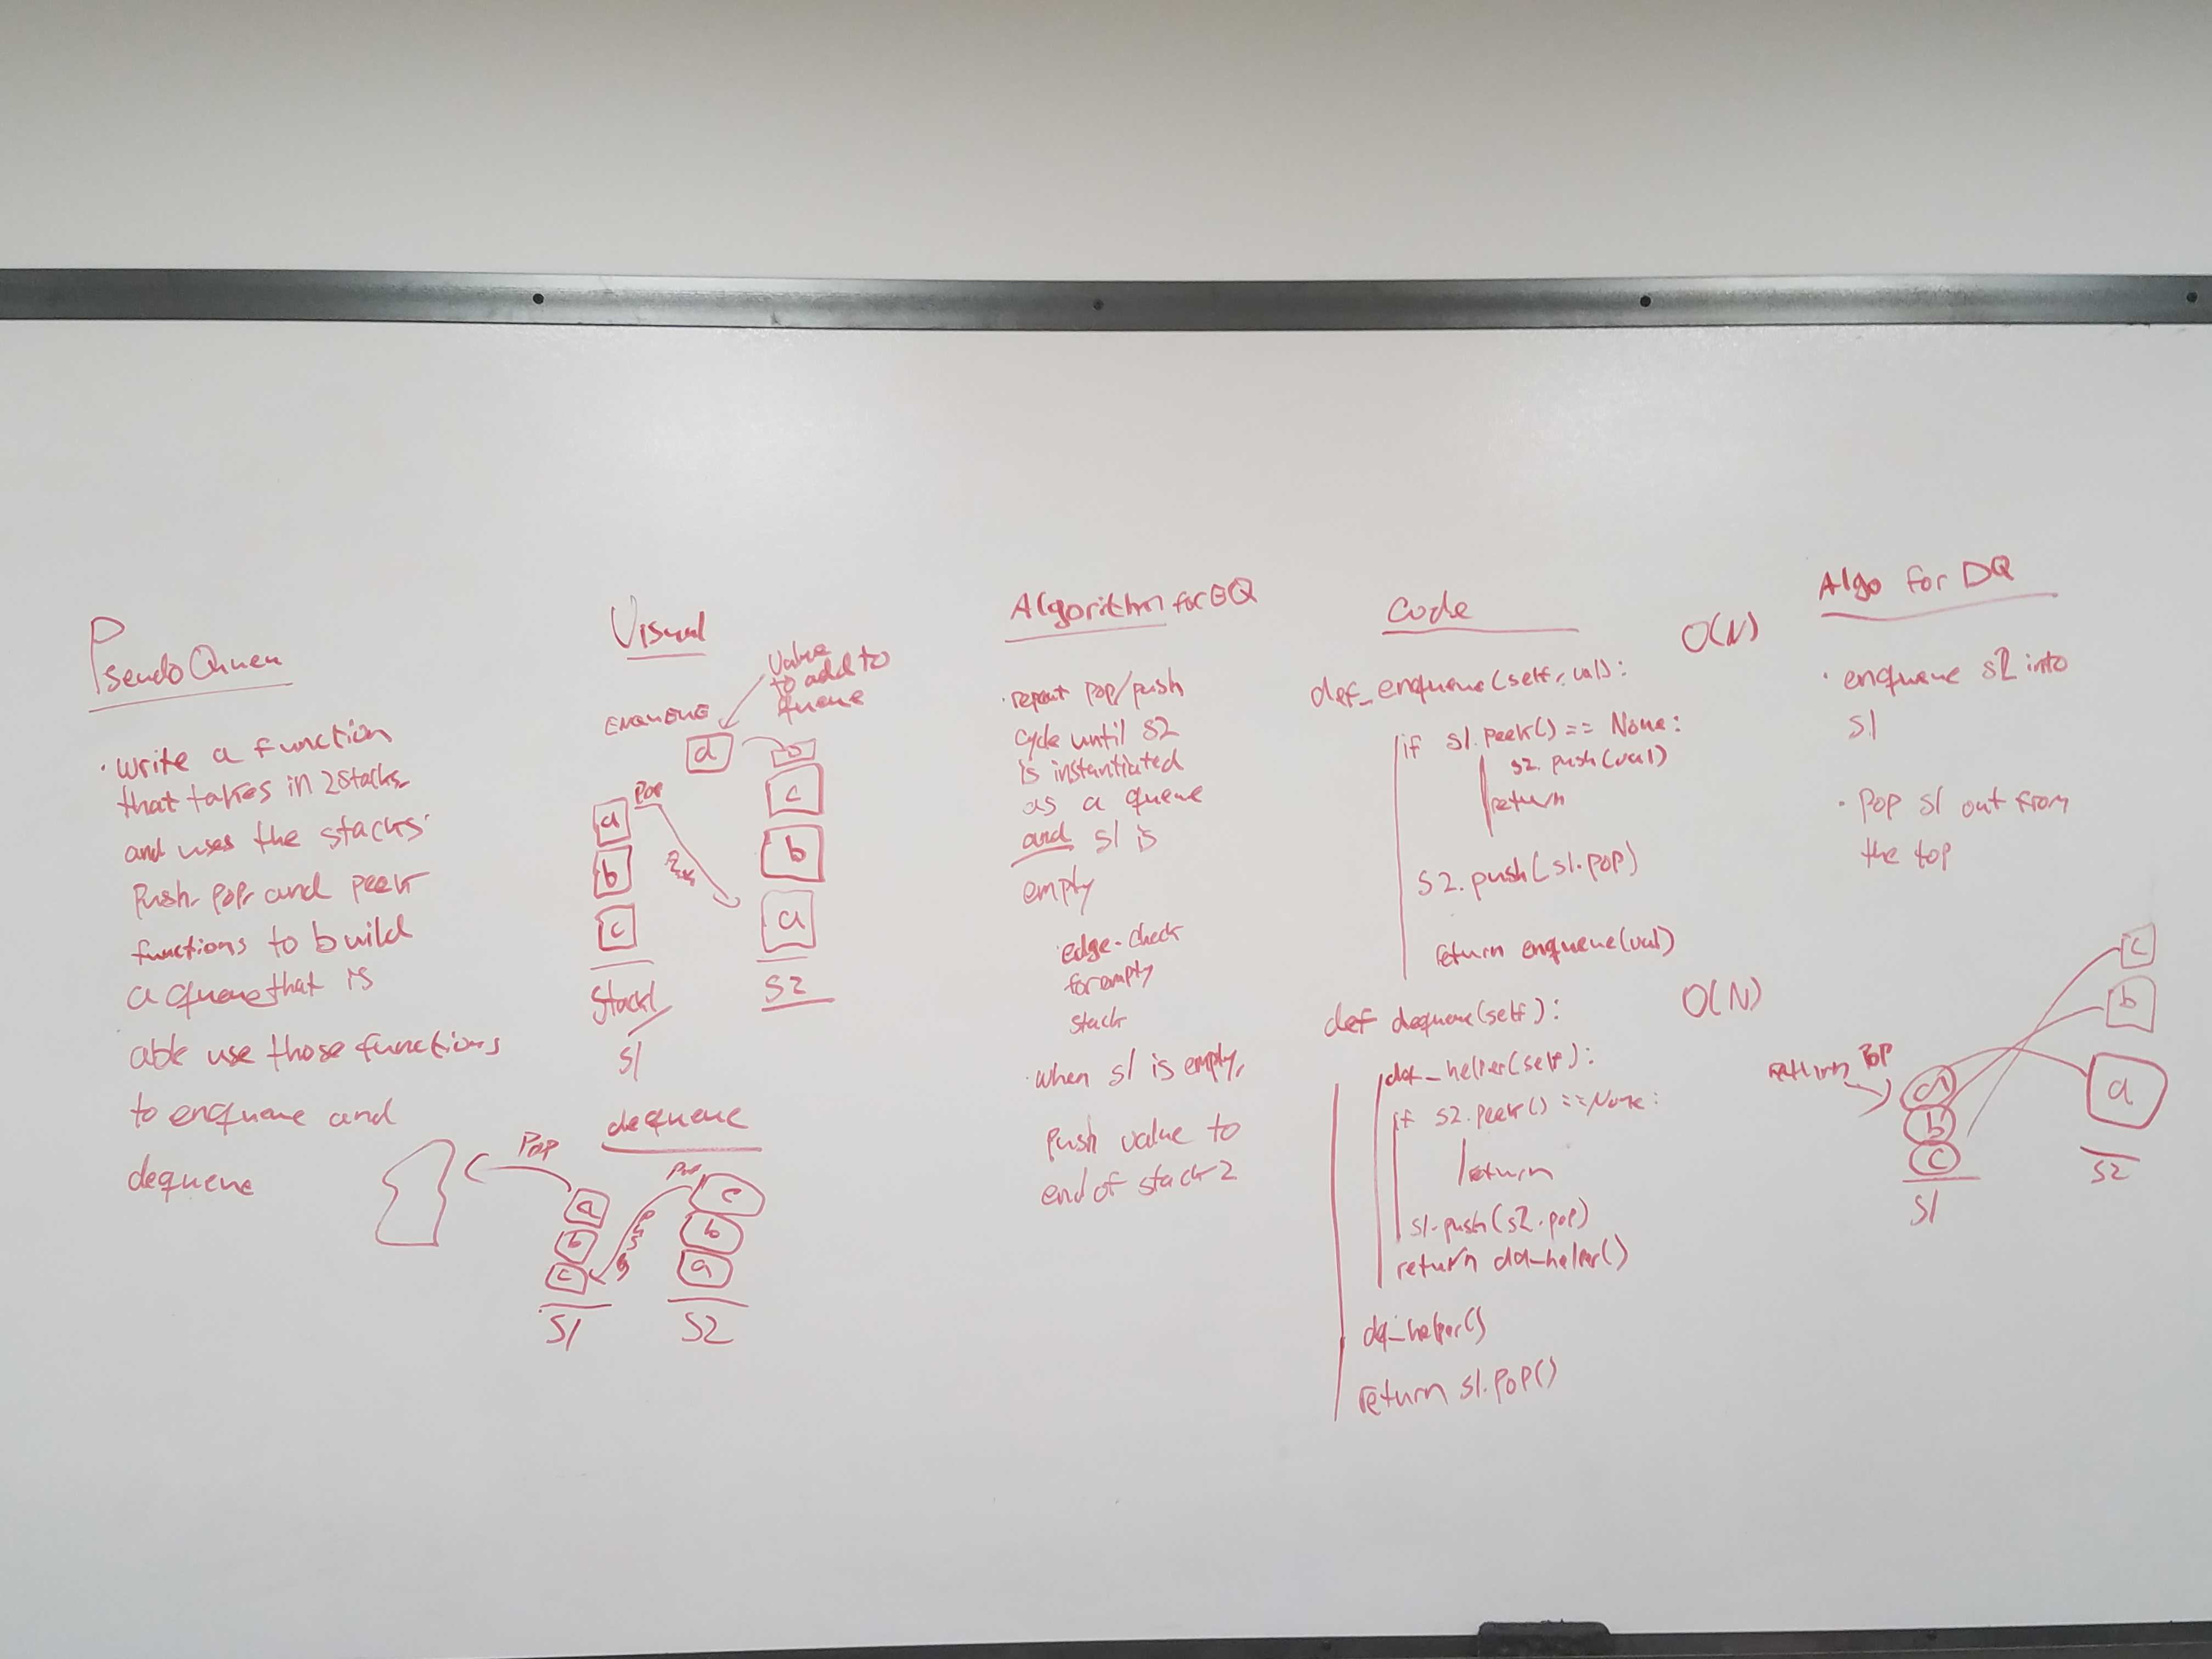 Pseudo Queue
· write a function
that takes in 2 stacks
and uses the stacks
push, pop, and peek
functions to build
a queue that is
able use those functions
to enqueue and
dequeue
Visual
Value
to add to
queue
ENQUEUE
d
pop
a
b
c
Stack1
S1
c
b
a
S2
dequeue
Pop
a
b
c
S1
Pop
push
c
b
a
S2
Algorithm for EQ
· repeat pop/push
cycle until S2
is instantiated
as a queue
and S1 is
empty
· edge-check
for empty
stack
· when S1 is empty,
push value to
end of stack 2
Code
O(N)
def_enqueue(self, val):
if s1.peek() == None:
s2.push(val)
return
s2.push(s1.pop)
return enqueue(val)
def dequeue(self):
O(N)
def_helper(self):
if s2.peek() == None:
return
s1.push(s2.pop)
return dq_helper()
dq_helper()
return s1.pop()
Algo for DQ
· enqueue s2 into
s1
· pop s1 out from
the top
return pop
a
b
c
S1
c
b
a
S2